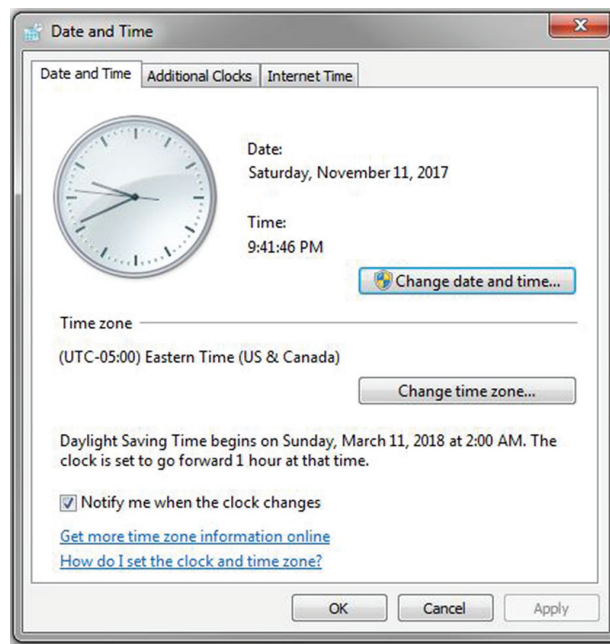 Date and Time
Date and Time Additional Clocks Internet Time
Date:
Saturday, November 11, 2017
Time:
9:41:46 PM
Change date and time...
Time zone
(UTC-05:00) Eastern Time (US & Canada)
Change time zone...
Daylight Saving Time begins on Sunday, March 11, 2018 at 2:00 AM. The
clock is set to go forward 1 hour at that time.
Notify me when the clock changes
Get more time zone information online
How do I set the clock and time zone?
OK Cancel Apply